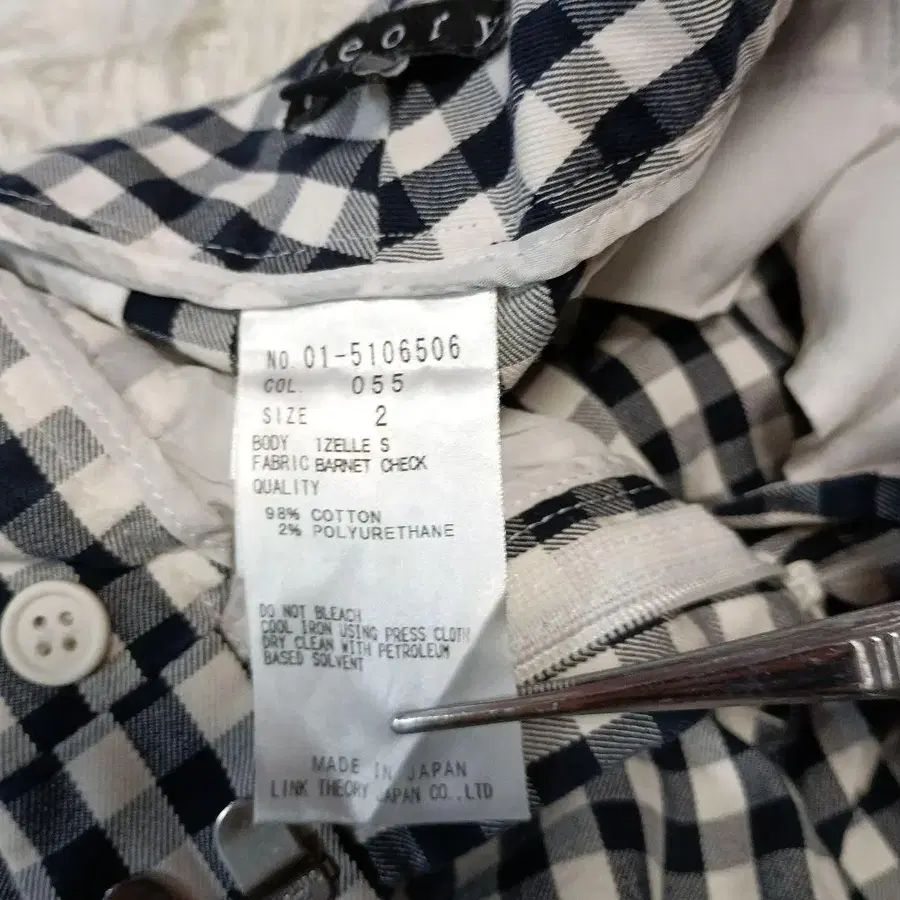 eory
NO. 01-5106506
COL. 055
SIZE 2
BODY IZELLE S
FABRIC BARNET CHECK
QUALITY
98% COTTON
2% POLYURETHANE
DO NOT BLEACH
COOL IRON USING PRESS CLOTH
DRY CLEAN WITH PETROLEUM
BASED SOLVENT
MADE IN JAPAN
LINK THEORY JAPAN CO.,LTD